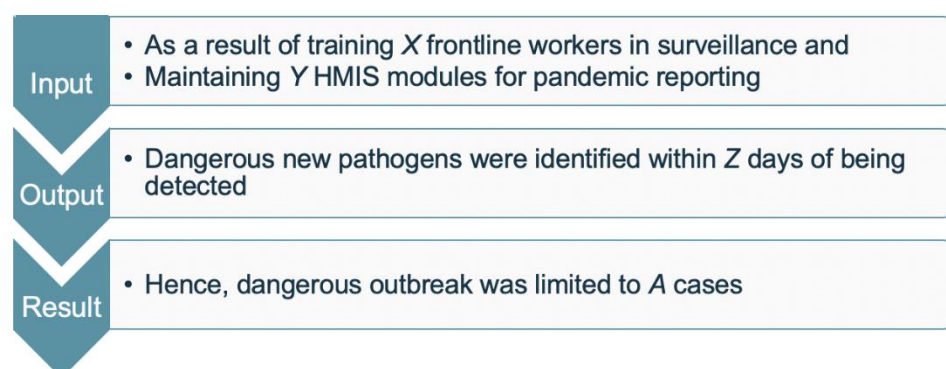 Input
• As a result of training X frontline workers in surveillance and
• Maintaining Y HMIS modules for pandemic reporting
Output
• Dangerous new pathogens were identified within Z days of being
detected
Result
• Hence, dangerous outbreak was limited to A cases